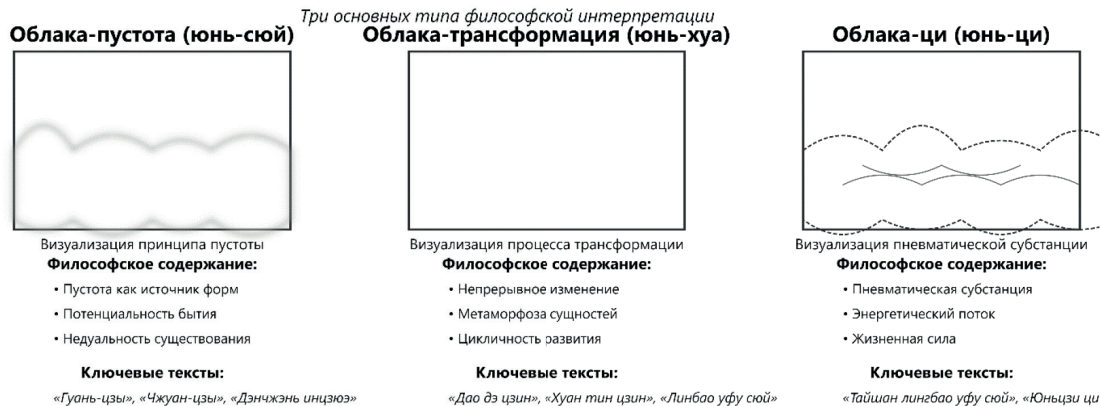 Три основных типа философской интерпретации
Облака-пустота (юнь-сюй)
Визуализация принципа пустоты
Философское содержание:
• Пустота как источник форм
• Потенциальность бытия
• Недуальность существования
Ключевые тексты:
«Гуань-цзы», «Чжуан-цзы», «Дэнчжэнь инцзюэ»
Облака-трансформация (юнь-хуа)
Визуализация процесса трансформации
Философское содержание:
• Непрерывное изменение
• Метаморфоза сущностей
• Цикличность развития
Ключевые тексты:
«Дао дэ цзин», «Хуан тин цзин», «Линбао уфу сюй»
Облака-ци (юнь-ци)
Визуализация пневматической субстанции
Философское содержание:
• Пневматическая субстанция
• Энергетический поток
• Жизненная сила
Ключевые тексты:
«Тайшан лингбао уфу сюй», «Юньцзи ци